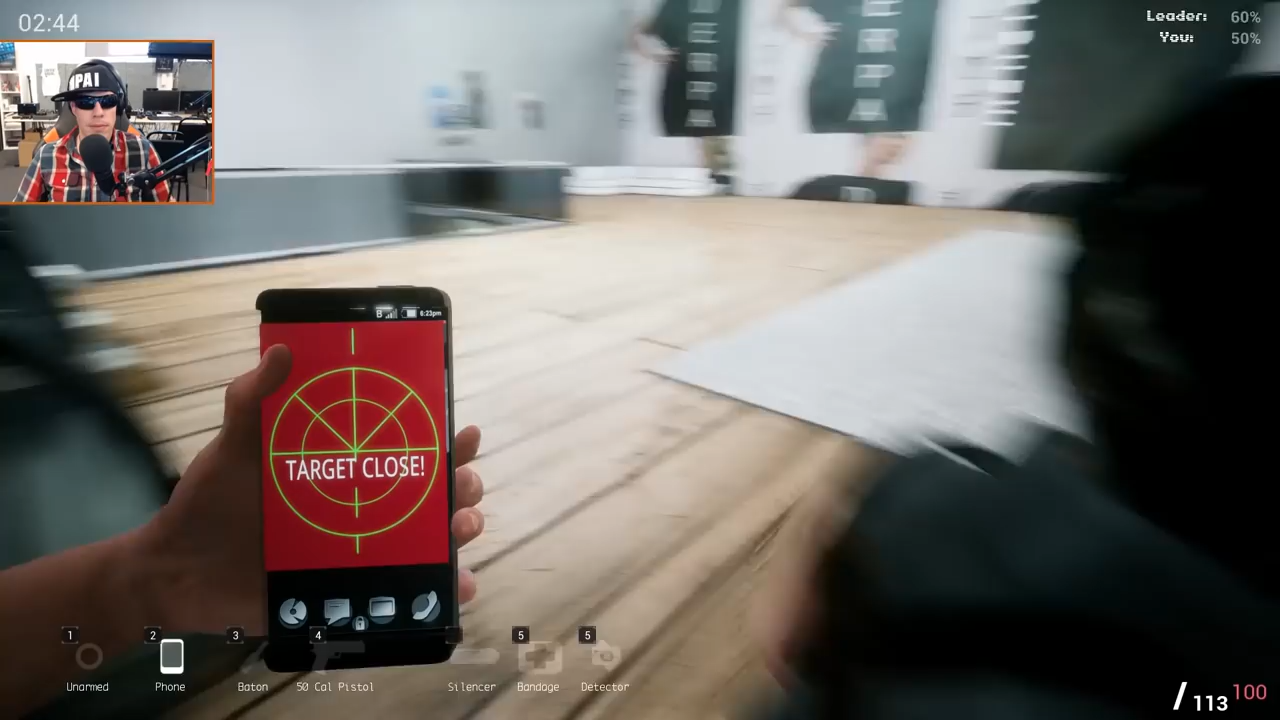 02:44
Leader: 60%
You: 50%
PAI
6:23pm
TARGET CLOSE!
1
2
3
4
5
5
Unarmed
Phone
Baton
50 Cal Pistol
Silencer
Bandage
Detector
/ 113 100